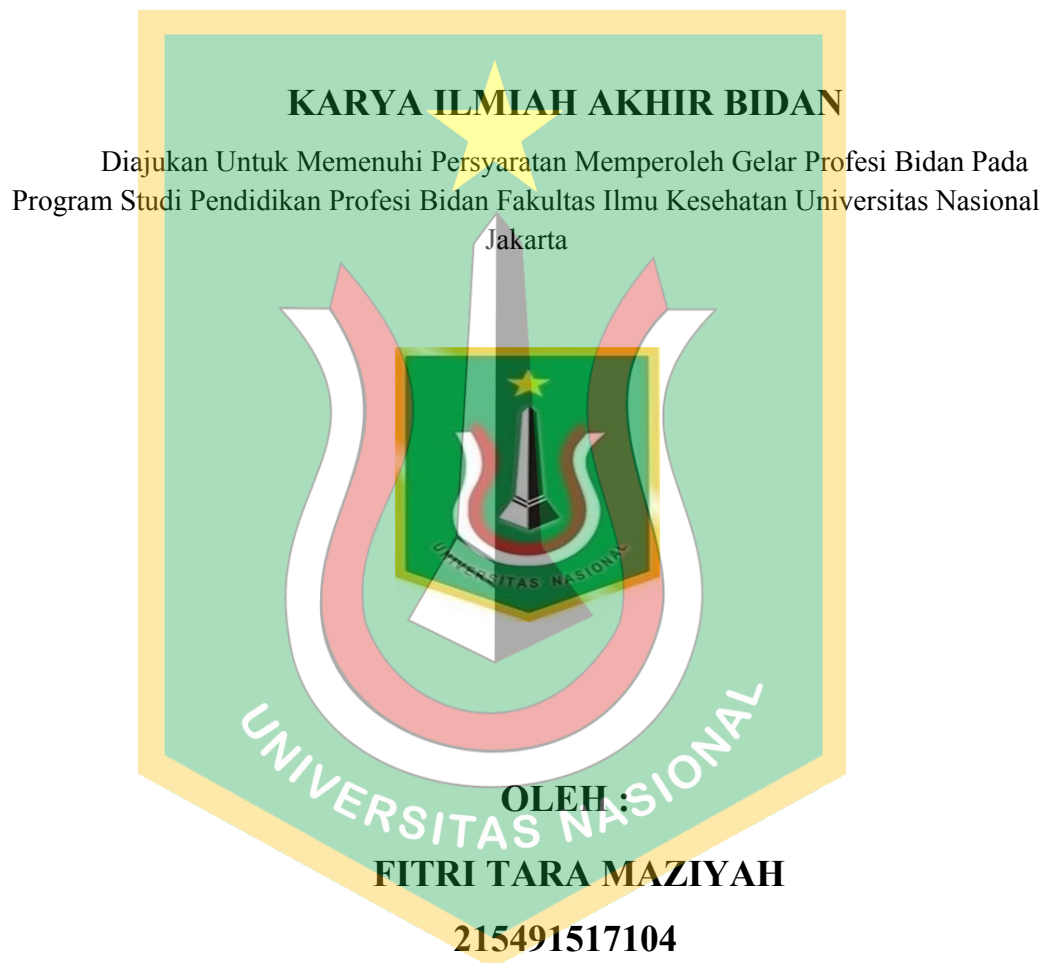 KARYA ILMIAH AKHIR BIDAN
Diajukan Untuk Memenuhi Persyaratan Memperoleh Gelar Profesi Bidan Pada
Program Studi Pendidikan Profesi Bidan Fakultas Ilmu Kesehatan Universitas Nasional
Jakarta
UNIVERSITAS NASIONAL
UNIVERSITAS NASIONAL
OLEH :
FITRI TARA MAZIYAH
215491517104